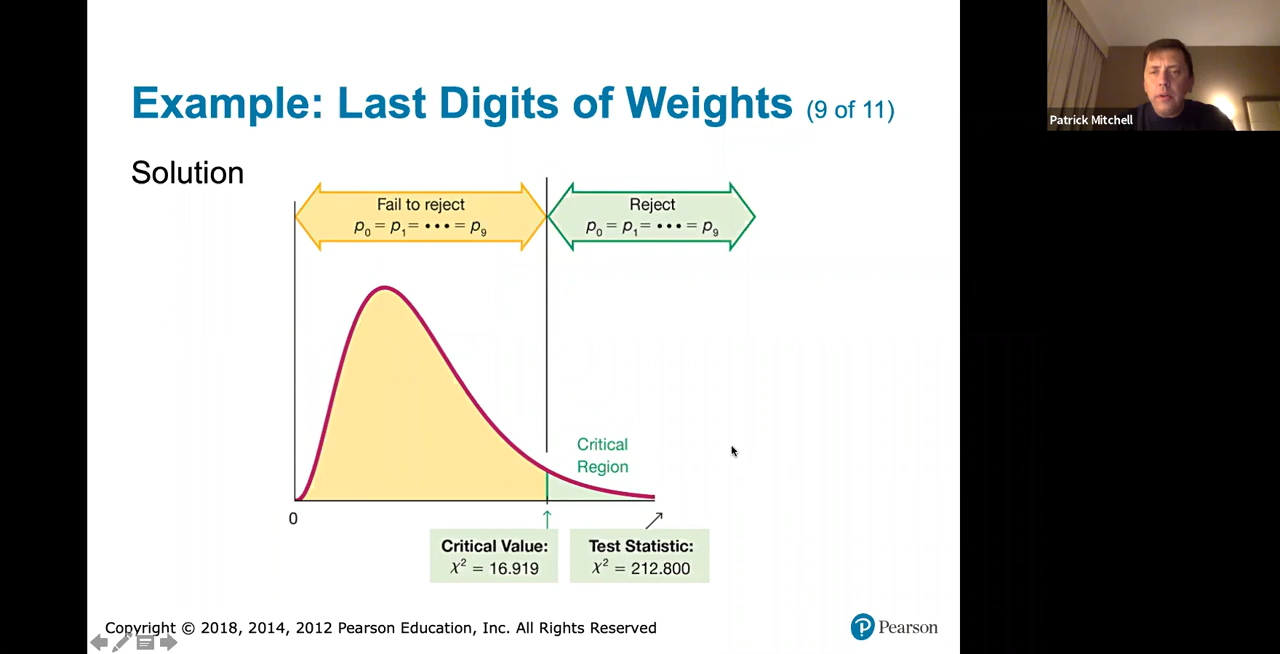 Example: Last Digits of Weights (9 of 11)
Patrick Mitchell
Solution
Fail to reject
p₀ = p₁ = ••• = p₉
Reject
p₀ = p₁ = ••• = p₉
Critical
Region
0
Critical Value:
χ² = 16.919
Test Statistic:
χ² = 212.800
Copyright © 2018, 2014, 2012 Pearson Education, Inc. All Rights Reserved
P Pearson